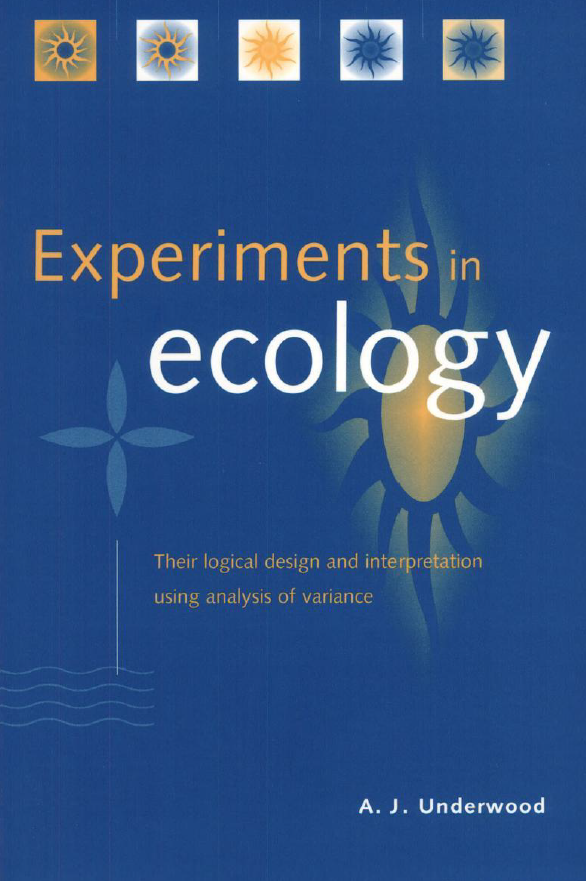 Experiments in
ecology
Their logical design and interpretation
using analysis of variance
A. J. Underwood